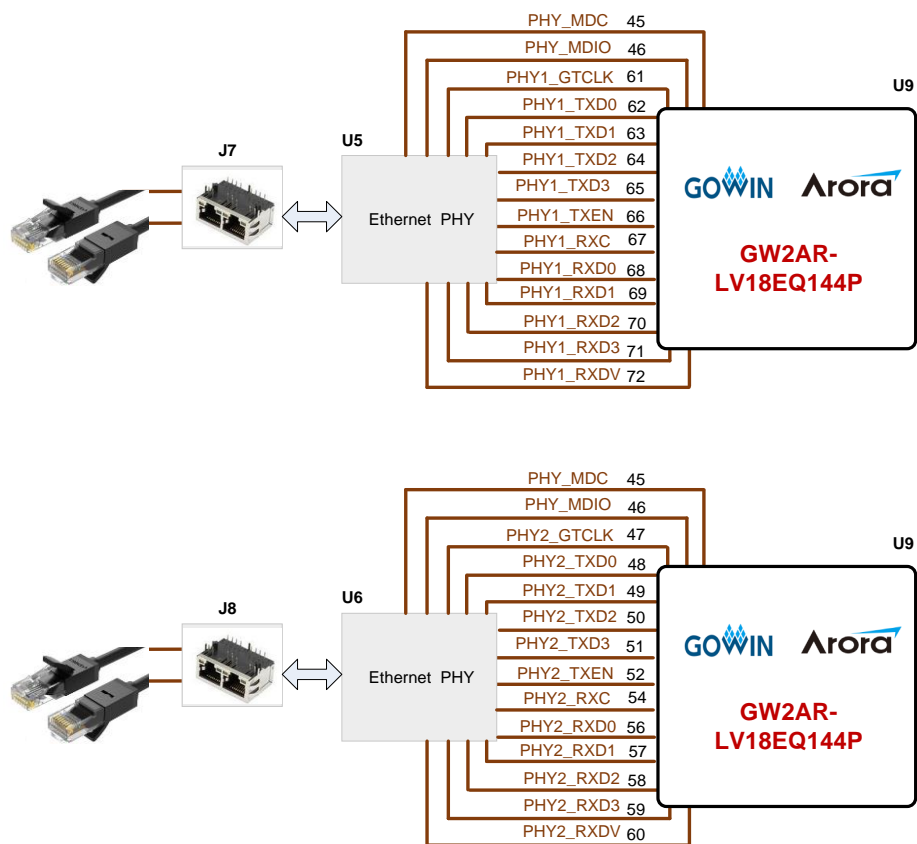 PHY_MDC 45
PHY_MDIO 46
PHY1_GTCLK 61
U9
PHY1_TXD0 62
PHY1_TXD1 63
U5
J7
PHY1_TXD2 64
PHY1_TXD3 65
GOWIN Arora
PHY1_TXEN 66
Ethernet PHY
PHY1_RXC 67
GW2AR-
PHY1_RXD0 68
LV18EQ144P
PHY1_RXD1 69
PHY1_RXD2 70
PHY1_RXD3 71
PHY1_RXDV 72
PHY_MDC 45
PHY_MDIO 46
PHY2_GTCLK 47
U9
PHY2_TXD0 48
PHY2_TXD1 49
U6
J8
PHY2_TXD2 50
PHY2_TXD3 51
GOWIN Arora
PHY2_TXEN 52
Ethernet PHY
PHY2_RXC 54
GW2AR-
PHY2_RXD0 56
LV18EQ144P
PHY2_RXD1 57
PHY2_RXD2 58
PHY2_RXD3 59
PHY2_RXDV 60